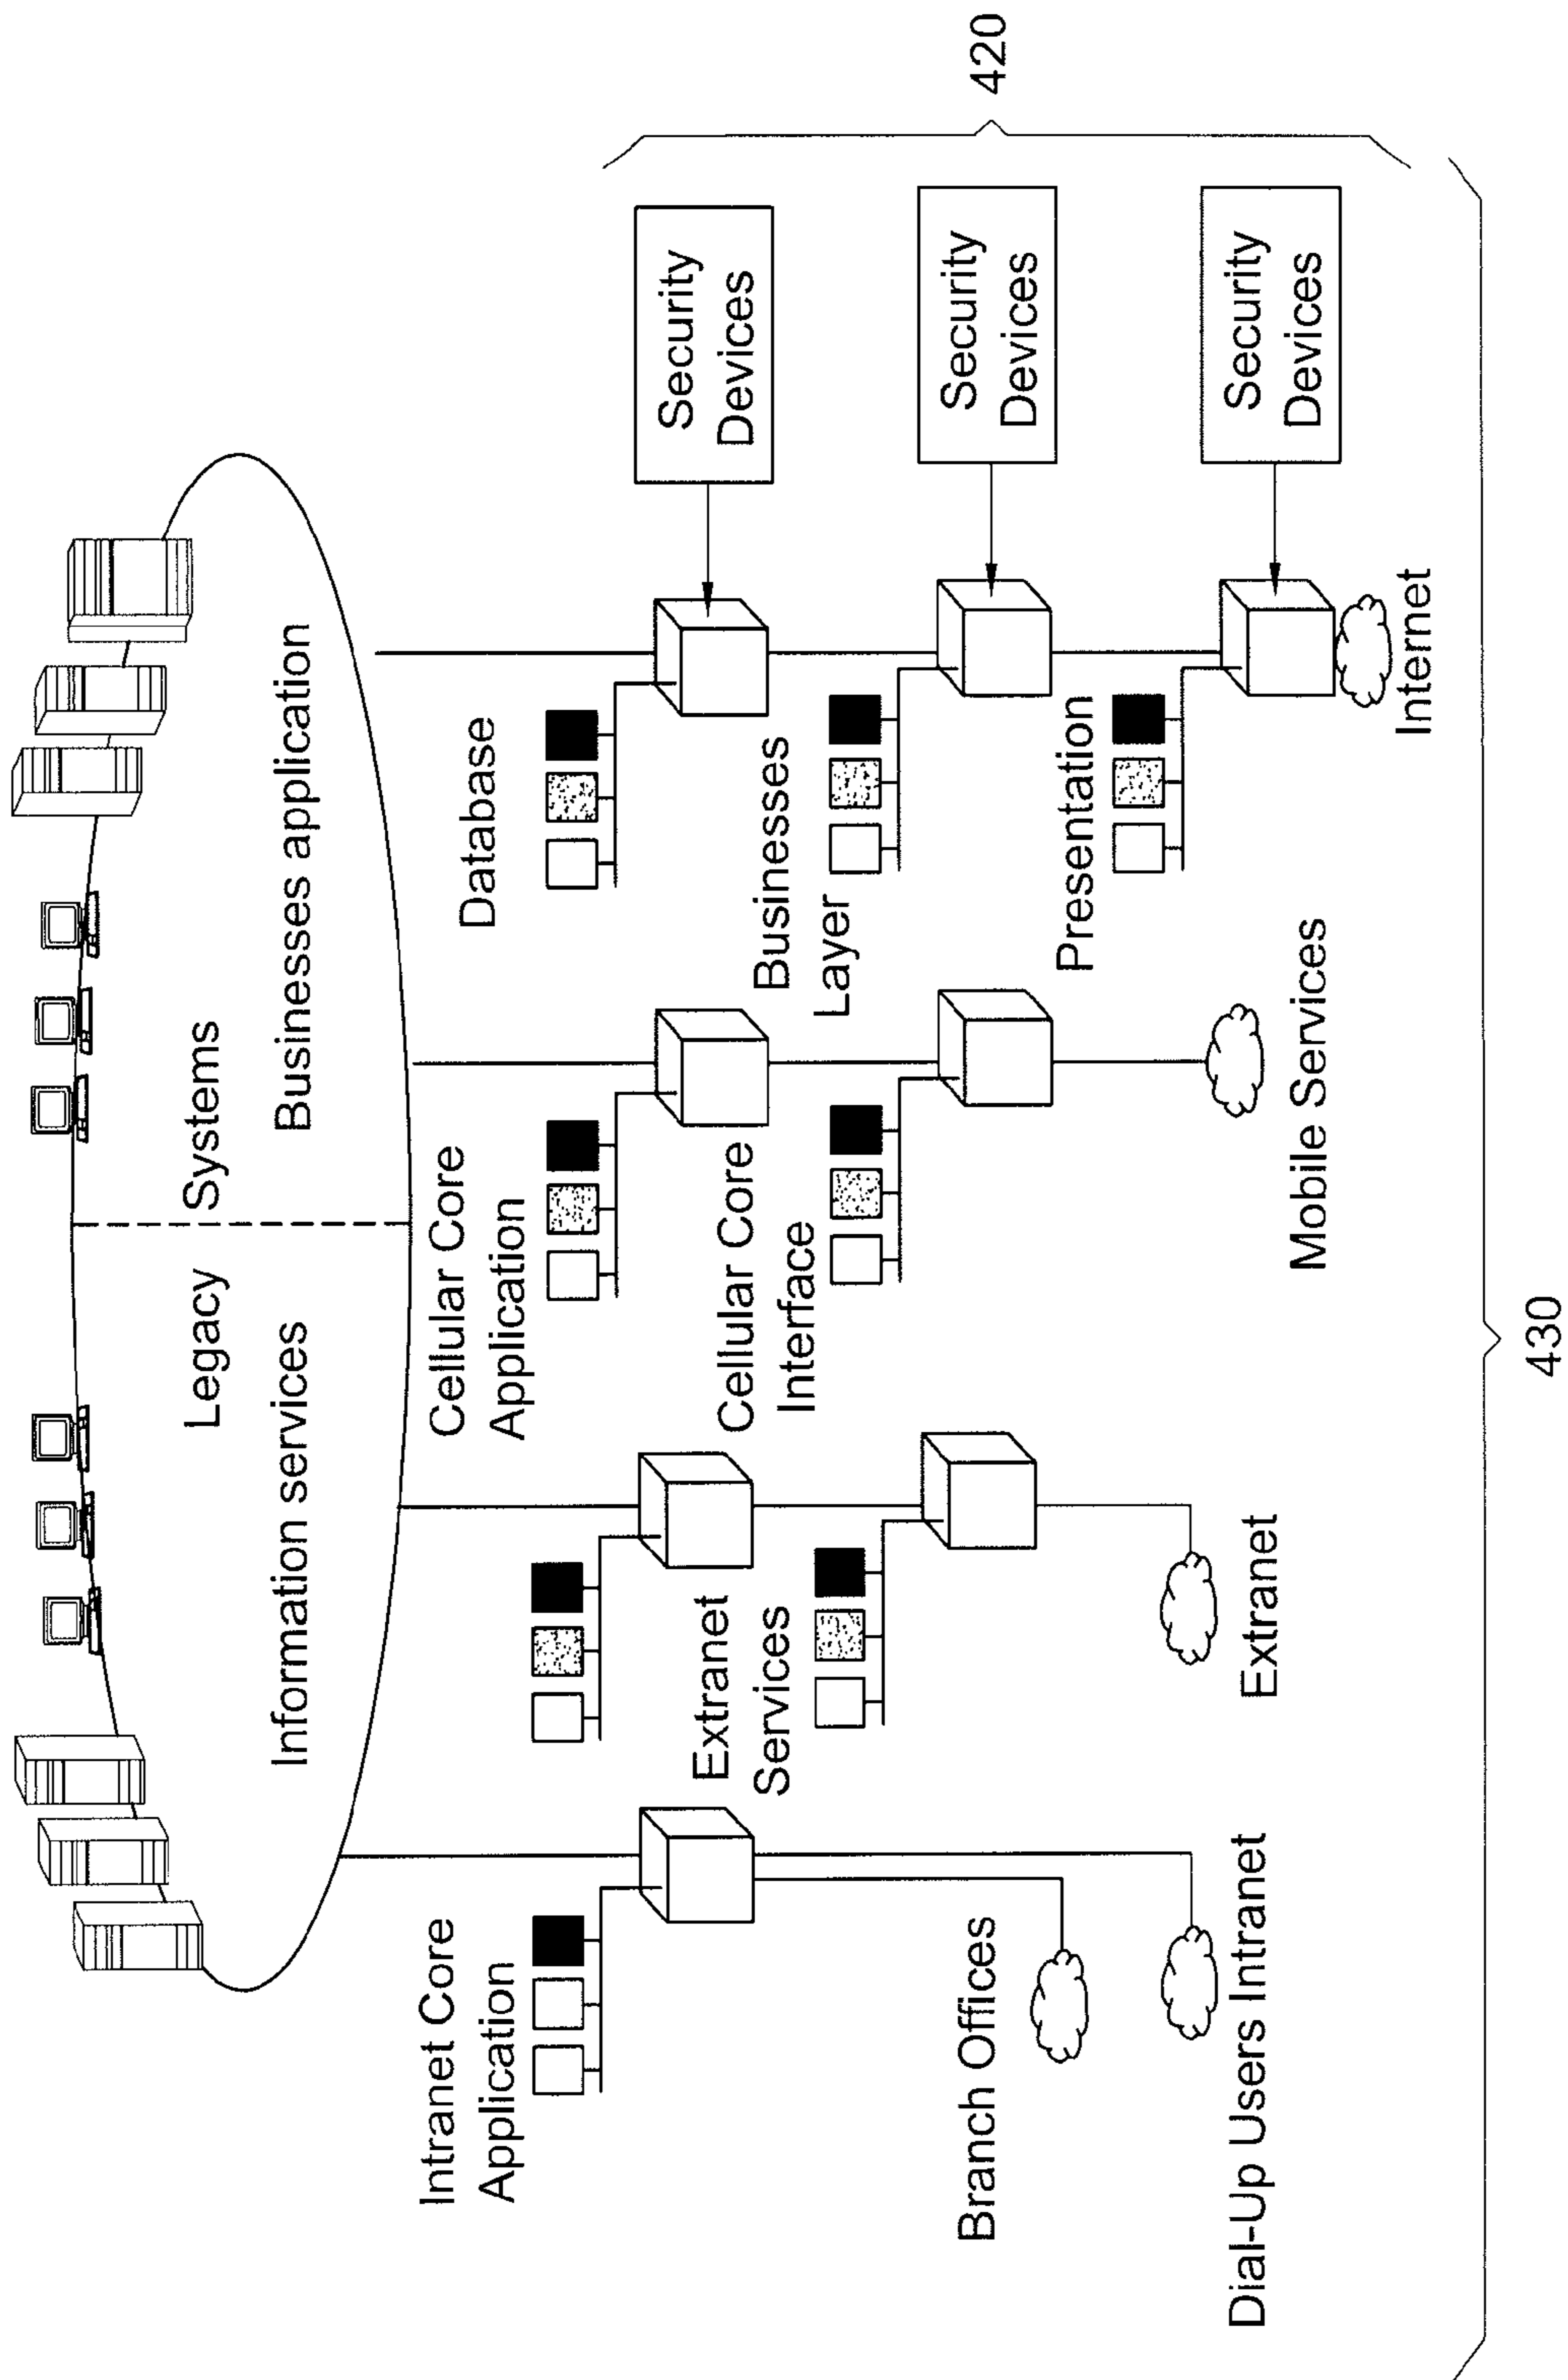 Legacy Systems
Information services
Businesses application
Intranet Core
Application
Cellular Core
Application
Database
Security
Devices
Extranet
Services
Cellular Core
Interface
Businesses
Layer
Security
Devices
Branch Offices
Presentation
Security
Devices
Dial-Up Users Intranet
Extranet
Mobile Services
Internet
420
430